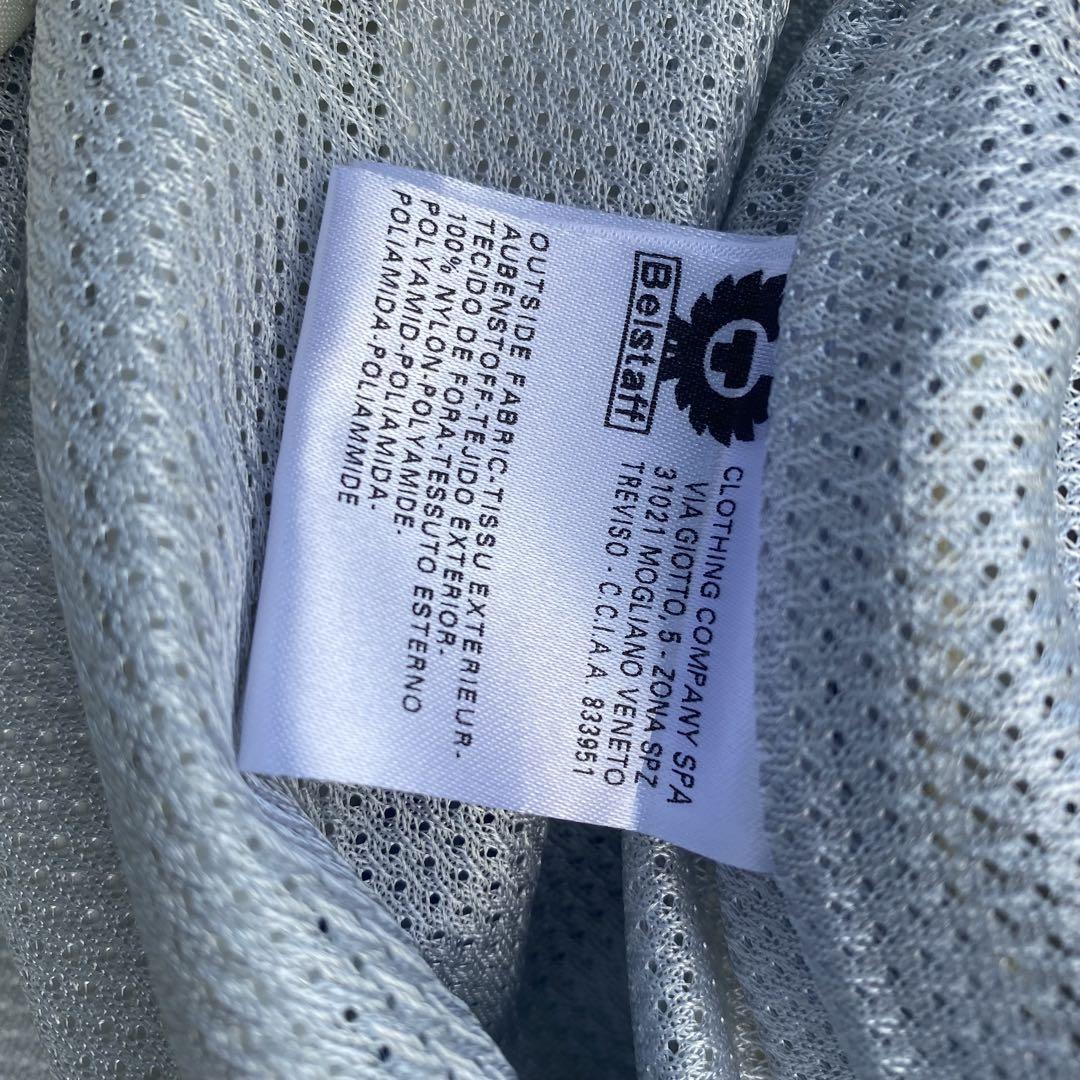 Belstaff
CLOTHING COMPANY SPA
VIA GIOTTO, 5 - ZONA SPZ
31021 MOGLIANO VENETO
TREVISO - C.C.I.A.A. 833951
OUTSIDE FABRIC-TISSU EXTERIEUR-
AUBENSTOFF-TEJIDO EXTERIOR-
TECIDO DE FORA-TESSUTO ESTERNO
100% NYLON-POLYAMIDE-
POLYAMID-POLIAMIDA-
POLIAMIDA-POLIAMMIDE